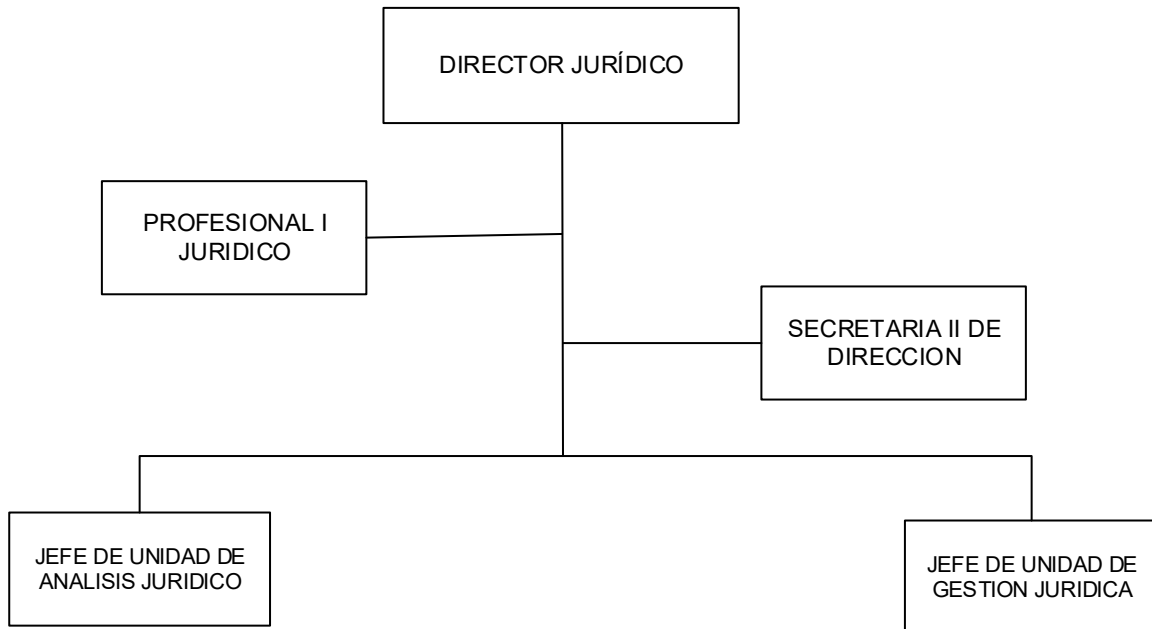 DIRECTOR JURÍDICO
PROFESIONAL I
JURIDICO
SECRETARIA II DE
DIRECCION
JEFE DE UNIDAD DE
ANALISIS JURIDICO
JEFE DE UNIDAD DE
GESTION JURIDICA